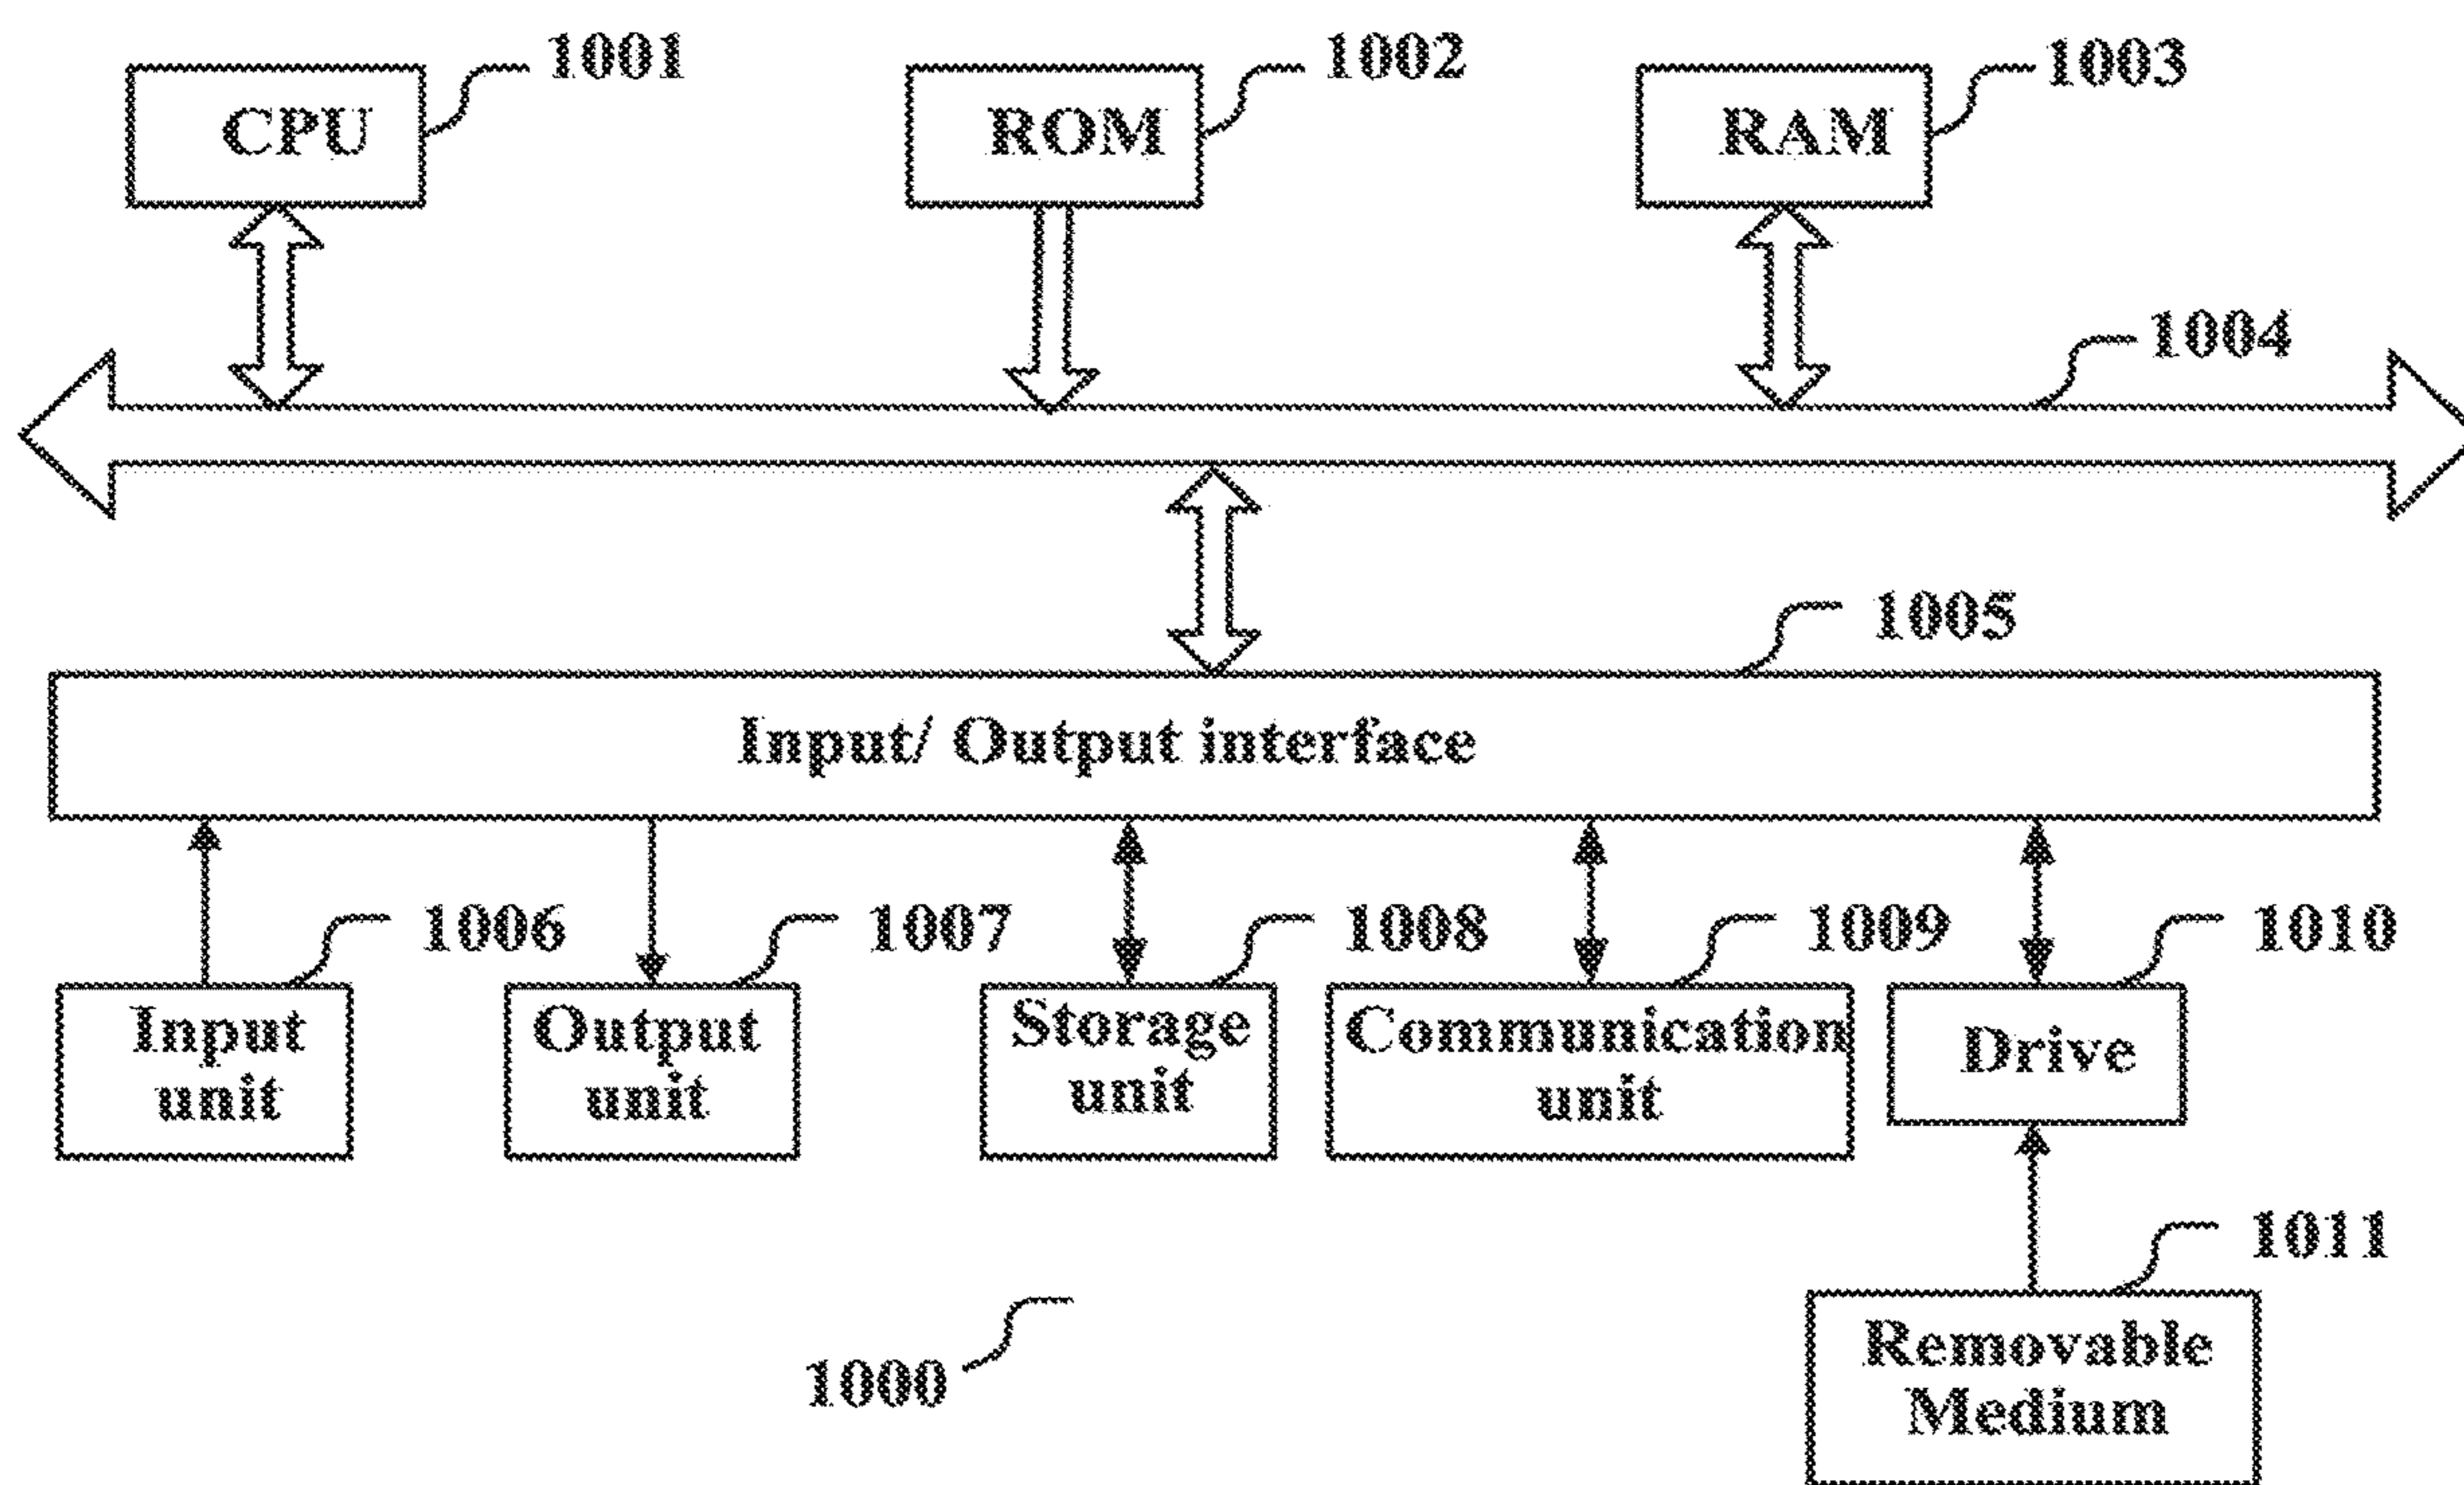 1001
1002
1003
CPU
ROM
RAM
1004
1005
Input/ Output interface
1006
1007
1008
1009
1010
Input
unit
Output
unit
Storage
unit
Communication
unit
Drive
1011
1000
Removable
Medium